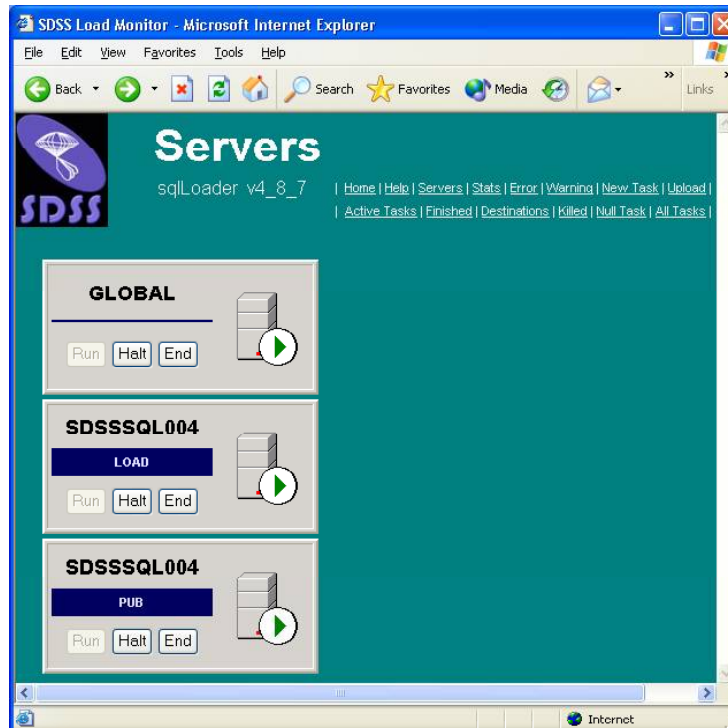 SDSS Load Monitor - Microsoft Internet Explorer
File Edit View Favorites Tools Help
Back Search Favorites Media » Links »
SDSS
Servers
sqlLoader v4_8_7
| Home | Help | Servers | Stats | Error | Warning | New Task | Upload |
| Active Tasks | Finished | Destinations | Killed | Null Task | All Tasks |
GLOBAL
Run Halt End
SDSSSQL004
LOAD
Run Halt End
SDSSSQL004
PUB
Run Halt End
Internet